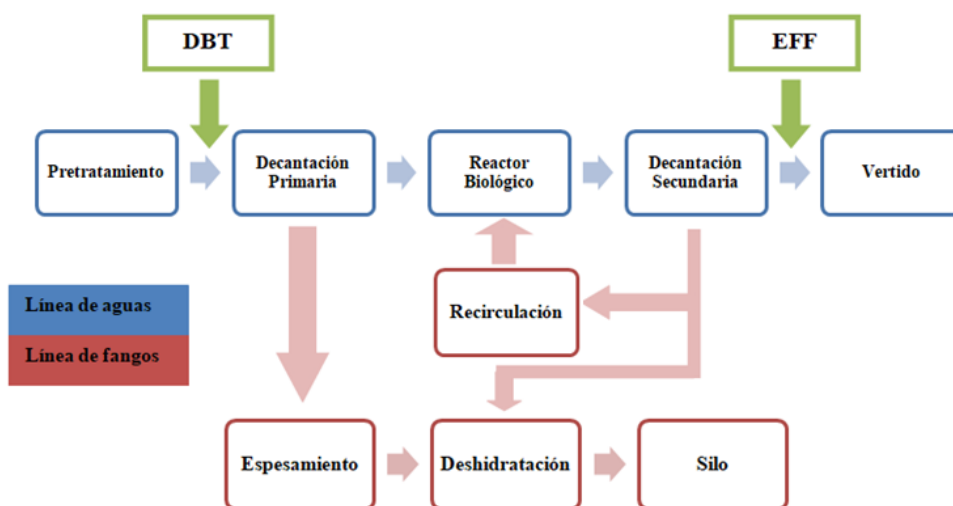 DBT
EFF
Pretratamiento
Decantación
Primaria
Reactor
Biológico
Decantación
Secundaria
Vertido
Recirculación
Línea de aguas
Línea de fangos
Espesamiento
Deshidratación
Silo